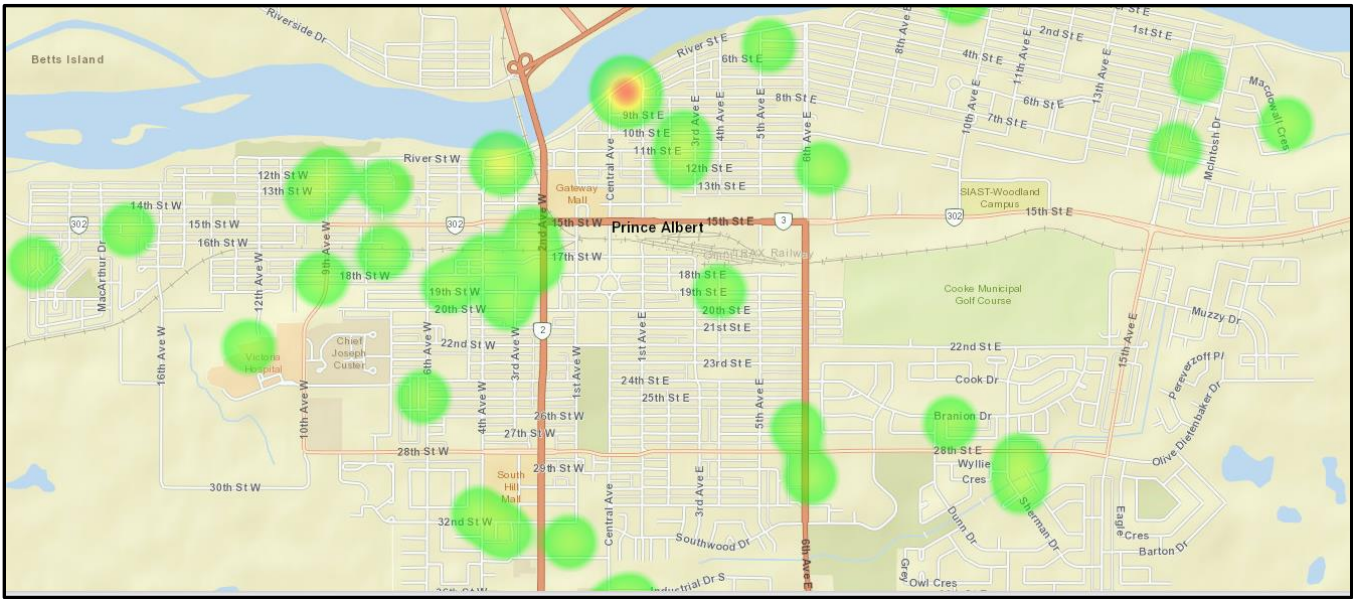 Riverside Dr
Betts Island
River St E
6th St E
8th Ave E
2nd St E
1st St E
4th St E
11th Ave E
13th Ave E
Macdowall Cres
8th St E
6th St E
7th St E
10th Ave E
9th St E
10th St E
11th St E
3rd Ave E
4th Ave E
5th Ave E
6th Ave E
McIntosh Dr
12th St E
13th St E
Central Ave
River St W
12th St W
13th St W
14th St W
Gateway
Mall
SIAST-Woodland
Campus
302
15th St W
302
2nd Ave W
15th St W
15th St E
3
302
15th St E
Prince Albert
16th St W
MacArthur Dr
12th Ave W
9th Ave W
17th St W
Railway
18th St W
18th St E
19th St W
19th St E
20th St W
20th St E
21st St E
Cooke Municipal
Golf Course
Muzzy Dr
2
16th Ave W
Victoria
Hospital
Chief
Joseph
Custer
6th Ave W
22nd St W
3rd Ave W
1st Ave W
1st Ave E
22nd St E
15th Ave E
Pereverzoff Pl
23rd St E
24th St E
25th St E
5th Ave E
Cook Dr
10th Ave W
4th Ave W
26th St W
27th St W
Branion Dr
Olive Diefenbaker Dr
28th St W
28th St E
29th St W
Wyllie
Cres
South
Hill
Mall
30th St W
Central Ave
3rd Ave E
32nd St W
Southwood Dr
6th Ave E
Dunn Dr
Sherman Dr
Eagle
Cres
Barton Dr
Grey
Owl Cres
Industrial Dr S